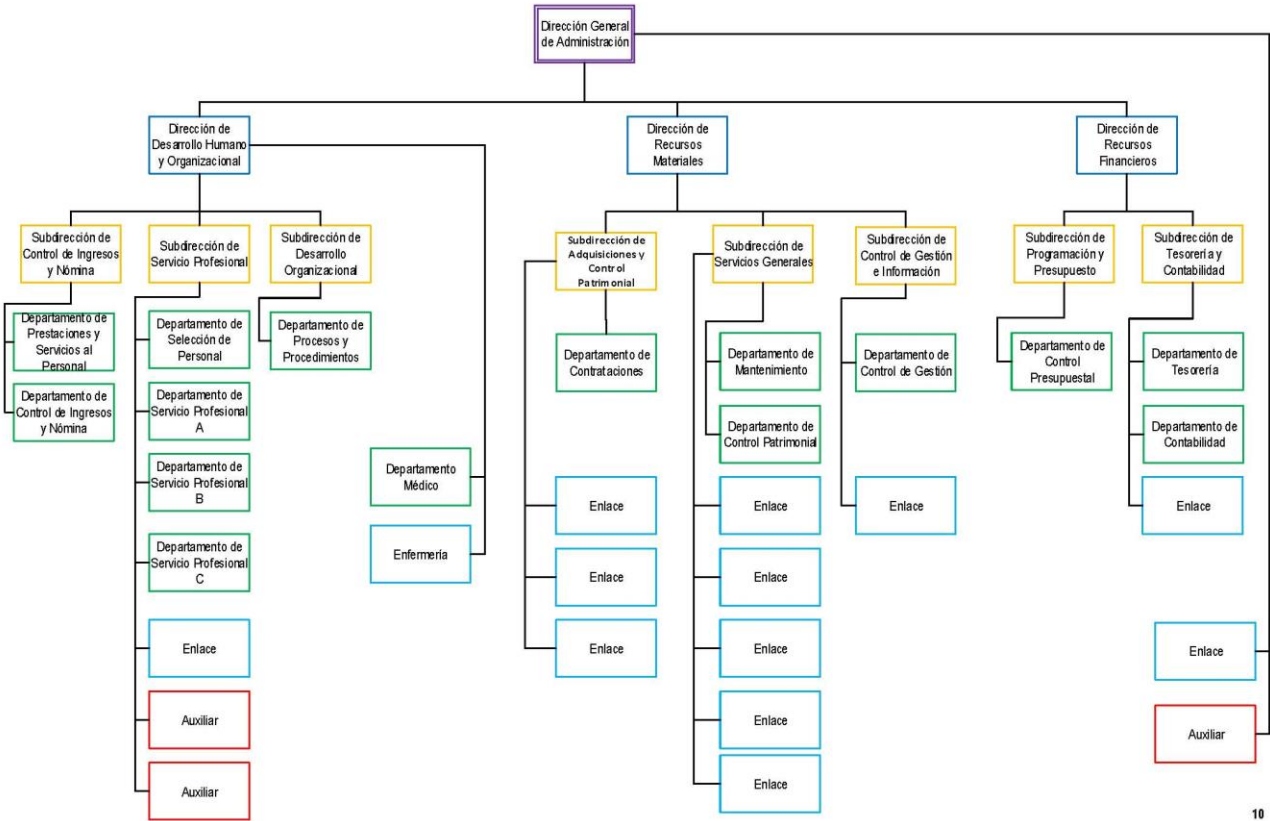 Dirección General
de Administración
Dirección de
Desarrollo Humano
y Organizacional
Dirección de
Recursos
Materiales
Dirección de
Recursos
Financieros
Subdirección de
Control de Ingresos
y Nómina
Subdirección de
Servicio Profesional
Subdirección de
Desarrollo
Organizacional
Subdirección de
Adquisiciones y
Control
Patrimonial
Subdirección de
Servicios Generales
Subdirección de
Control de Gestión
e Información
Subdirección de
Programación y
Presupuesto
Subdirección de
Tesorería y
Contabilidad
Departamento de
Prestaciones y
Servicios al
Personal
Departamento de
Selección de
Personal
Departamento de
Procesos y
Procedimientos
Departamento de
Contrataciones
Departamento de
Mantenimiento
Departamento de
Control de Gestión
Departamento de
Control
Presupuestal
Departamento de
Tesorería
Departamento de
Control de Ingresos
y Nómina
Departamento de
Servicio Profesional
A
Departamento de
Control Patrimonial
Departamento de
Contabilidad
Departamento de
Servicio Profesional
B
Departamento
Médico
Enlace
Enlace
Enlace
Enlace
Departamento de
Servicio Profesional
C
Enfermería
Enlace
Enlace
Enlace
Enlace
Enlace
Enlace
Auxiliar
Enlace
Auxiliar
Auxiliar
Enlace
10